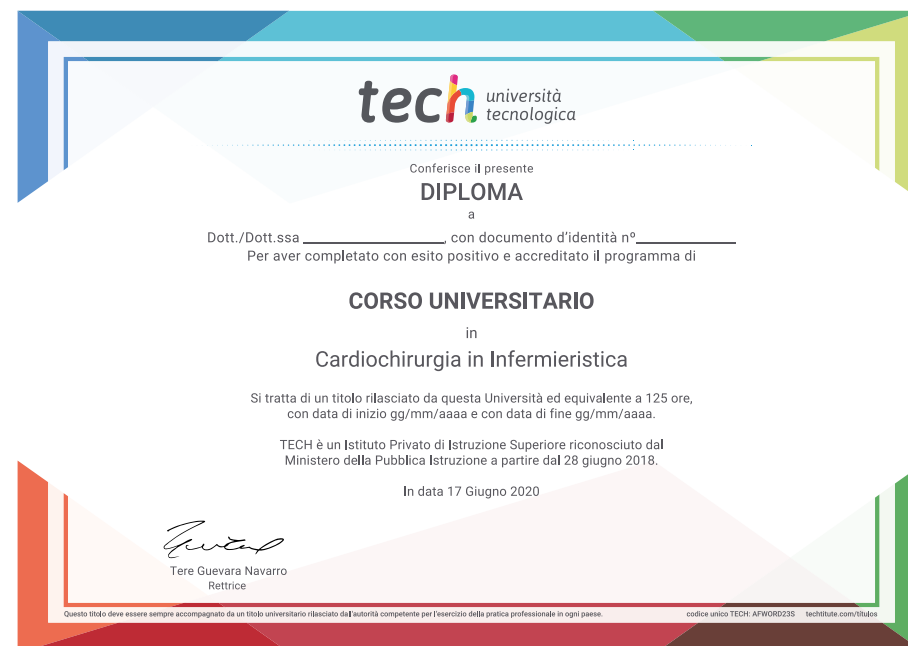 tech università
tecnologica
Conferisce il presente
DIPLOMA
a
Dott./Dott.ssa ____________________, con documento d'identità nº______________
Per aver completato con esito positivo e accreditato il programma di
CORSO UNIVERSITARIO
in
Cardiochirurgia in Infermieristica
Si tratta di un titolo rilasciato da questa Università ed equivalente a 125 ore,
con data di inizio gg/mm/aaaa e con data di fine gg/mm/aaaa.
TECH è un Istituto Privato di Istruzione Superiore riconosciuto dal
Ministero della Pubblica Istruzione a partire dal 28 giugno 2018.
In data 17 Giugno 2020
Tere Guevara Navarro
Rettrice
Questo titolo deve essere sempre accompagnato da un titolo universitario rilasciato dall'autorità competente per l'esercizio della pratica professionale in ogni paese. codice unico TECH: AFWORD23S techtitute.com/titulos